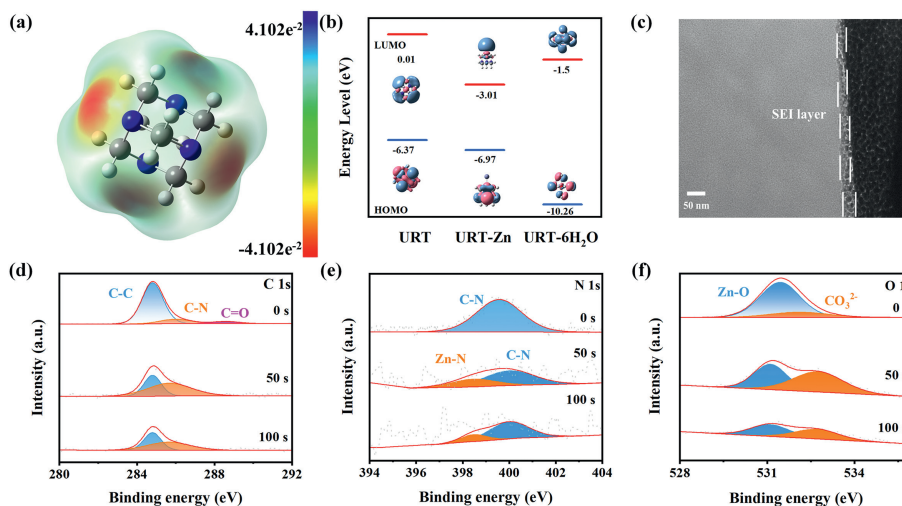 (a)
4.102e⁻²
-4.102e⁻²
(b)
Energy Level (eV)
LUMO
0.01
-3.01
-1.5
-6.37
-6.97
-10.26
HOMO
URT URT-Zn URT-6H₂O
(c)
SEI layer
50 nm
(d)
C 1s
C-C
C-N
C=O
0 s
50 s
100 s
Intensity (a.u.)
280 284 288 292
Binding energy (eV)
(e)
N 1s
C-N
0 s
Zn-N
C-N
50 s
100 s
Intensity (a.u.)
394 396 398 400 402 404
Binding energy (eV)
(f)
O 1
Zn-O
0
CO₃²⁻
50
100
Intensity (a.u.)
528 531 534
Binding energy (eV)